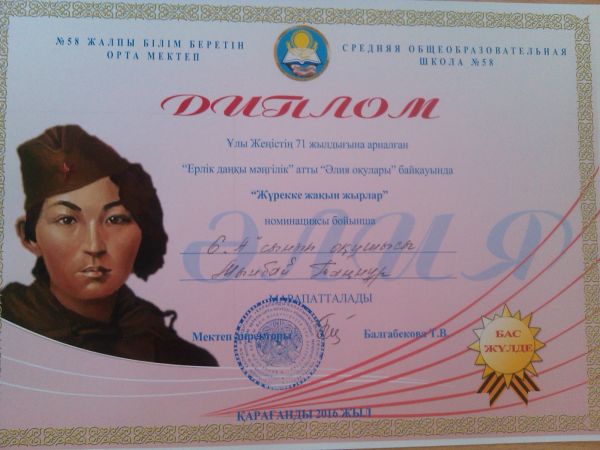 №58 ЖАЛПЫ БІЛІМ БЕРЕТІН
ОРТА МЕКТЕП
СРЕДНЯЯ ОБЩЕОБРАЗОВАТЕЛЬНАЯ
ШКОЛА №58
ДИПЛОМ
Ұлы Жеңістің 71 жылдығына арналған
"Ерлік даңқы мәңгілік" атты "Әлия оқулары" байқауында
"Жүрекке жақын жырлар"
номинациясы бойынша
ӘЛИЯ
сынып оқушысы
МАРАПАТТАЛАДЫ
Мектеп директоры Балгабекова Т.В.
БАС
ЖҮЛДЕ
ҚАРАҒАНДЫ 2016 ЖЫЛ